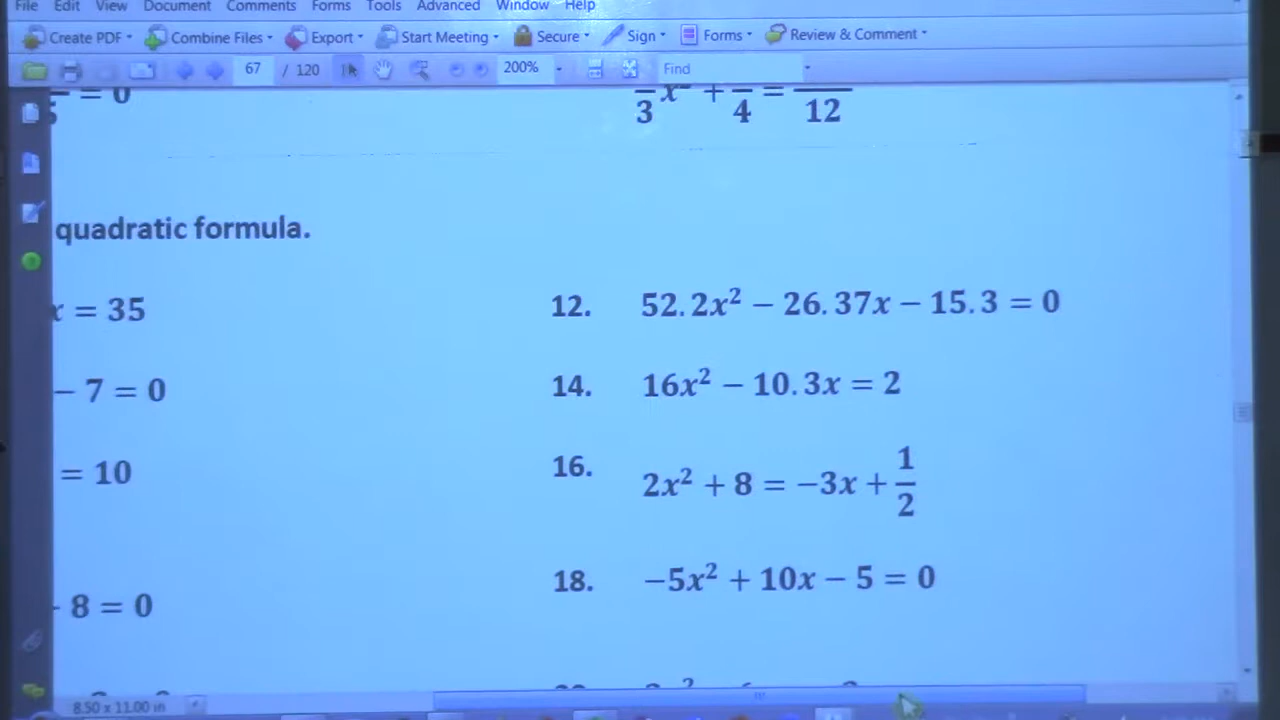 File Edit View Document Comments Forms Tools Advanced Window Help
Create PDF Combine Files Export Start Meeting Secure Sign Forms Review & Comment
67 / 120 200% Find
= 0
3 x + 4 = 12
quadratic formula.
x = 35
12. 52.2x² − 26.37x − 15.3 = 0
− 7 = 0
14. 16x² − 10.3x = 2
= 10
16. 2x² + 8 = −3x + 1/2
18. −5x² + 10x − 5 = 0
- 8 = 0
8.50 x 11.00 in